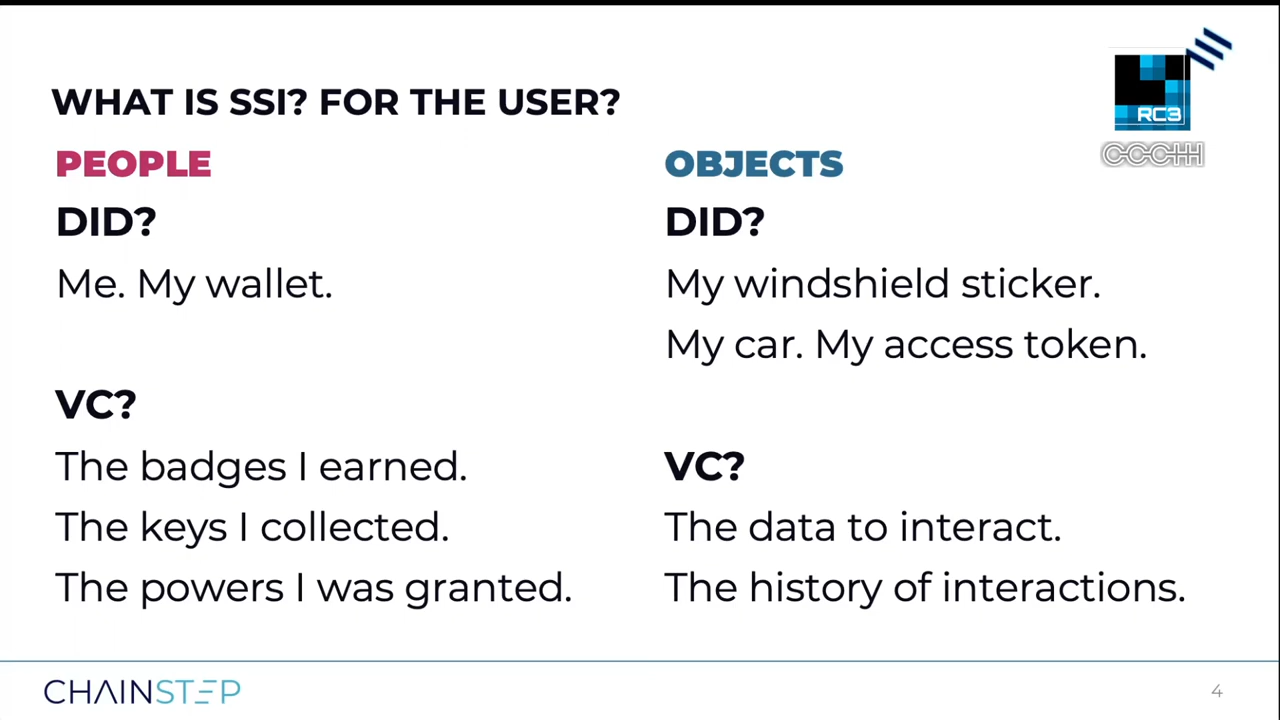 WHAT IS SSI? FOR THE USER?
RC3
CCCHH
PEOPLE
DID?
Me. My wallet.
VC?
The badges I earned.
The keys I collected.
The powers I was granted.
OBJECTS
DID?
My windshield sticker.
My car. My access token.
VC?
The data to interact.
The history of interactions.
CHAINSTEP
4